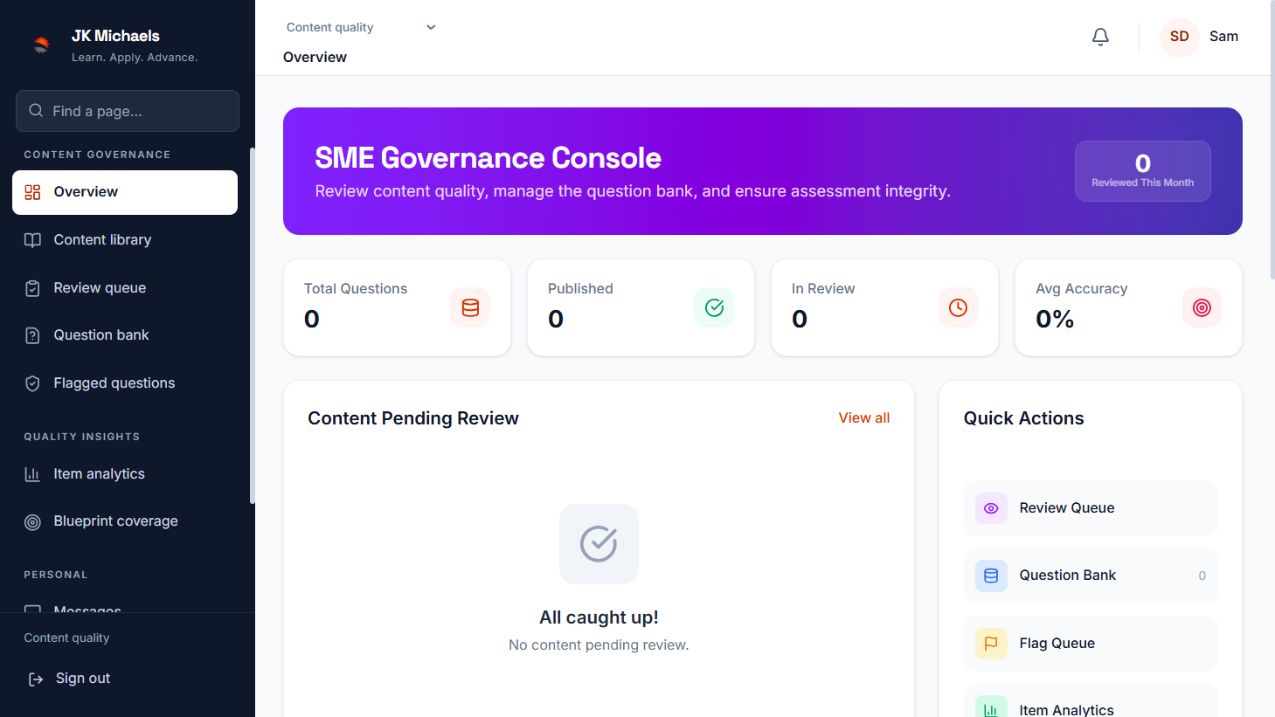 JK Michaels
Learn. Apply. Advance.
Find a page...
CONTENT GOVERNANCE
Overview
Content library
Review queue
Question bank
Flagged questions
QUALITY INSIGHTS
Item analytics
Blueprint coverage
PERSONAL
Messages
Content quality
Sign out
Content quality
Overview
SD
Sam
SME Governance Console
Review content quality, manage the question bank, and ensure assessment integrity.
0
Reviewed This Month
Total Questions
0
Published
0
In Review
0
Avg Accuracy
0%
Content Pending Review
View all
All caught up!
No content pending review.
Quick Actions
Review Queue
Question Bank 0
Flag Queue
Item Analytics